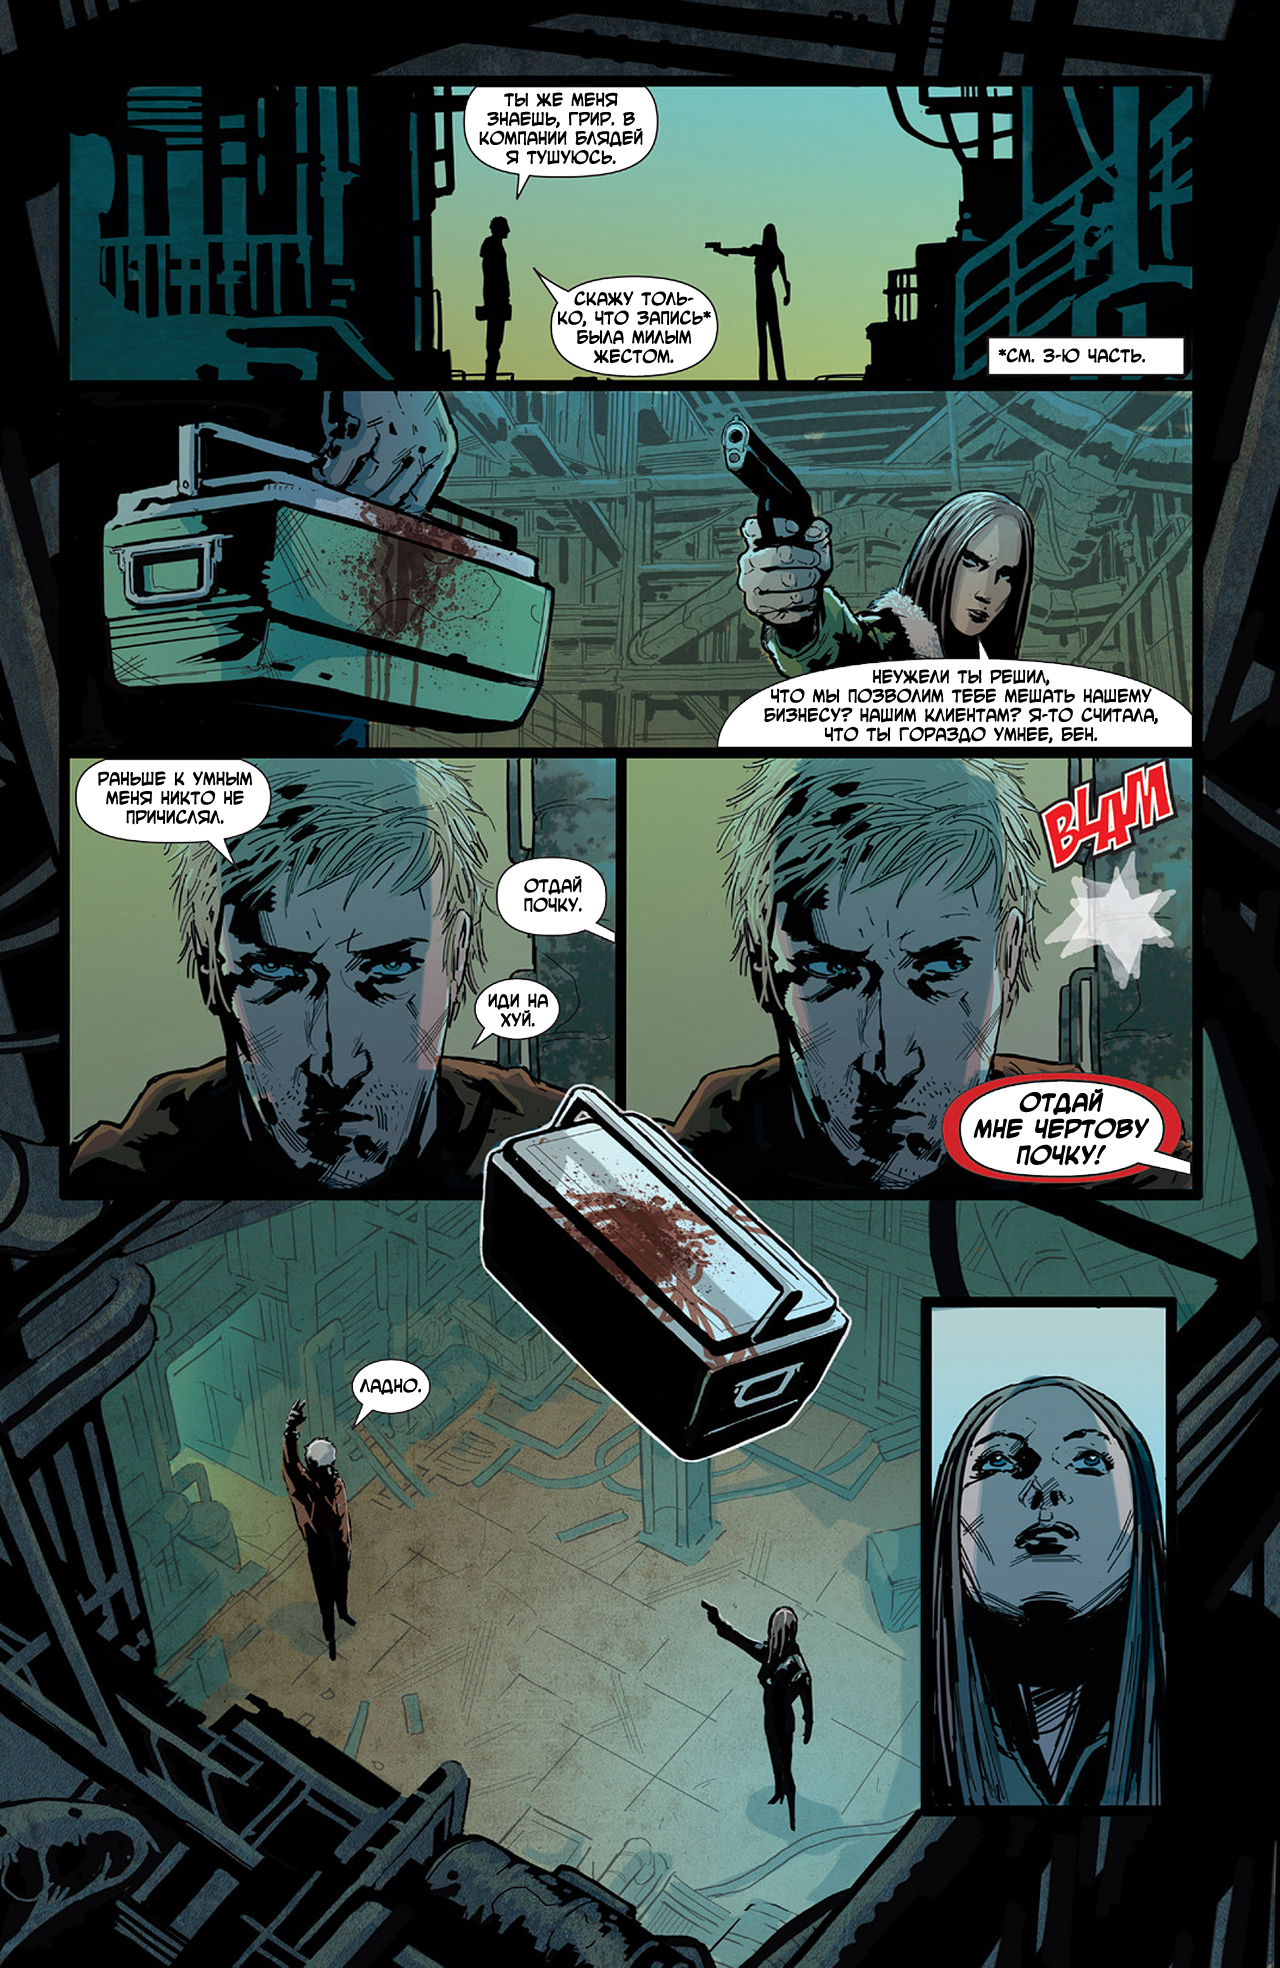 ТЫ ЖЕ МЕНЯ
ЗНАЕШЬ, ГРИР. В
КОМПАНИИ БЛЯДЕЙ
Я ТУШУЮСЬ.
СКАЖУ ТОЛЬ-
КО, ЧТО ЗАПИСЬ*
БЫЛА МИЛЫМ
ЖЕСТОМ.
*СМ. 3-Ю ЧАСТЬ.
НЕУЖЕЛИ ТЫ РЕШИЛ,
ЧТО МЫ ПОЗВОЛИМ ТЕБЕ МЕШАТЬ НАШЕМУ
БИЗНЕСУ? НАШИМ КЛИЕНТАМ? Я-ТО СЧИТАЛА,
ЧТО ТЫ ГОРАЗДО УМНЕЕ, БЕН.
РАНЬШЕ К УМНЫМ
МЕНЯ НИКТО НЕ
ПРИЧИСЛЯЛ.
ОТДАЙ
ПОЧКУ.
ИДИ НА
ХУЙ.
BLAM
ОТДАЙ
МНЕ ЧЕРТОВУ
ПОЧКУ!
ЛАДНО.